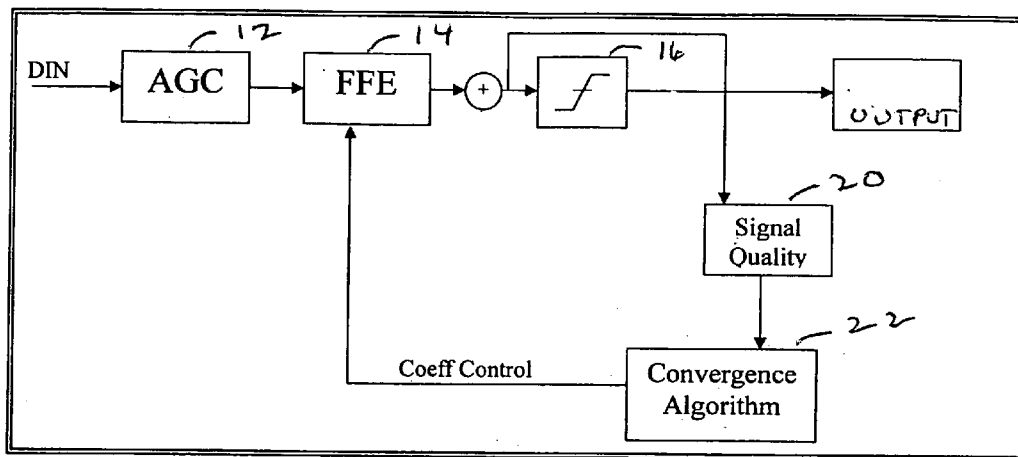 12
14
16
DIN
AGC
FFE
+
OUTPUT
20
Signal
Quality
22
Coeff Control
Convergence
Algorithm